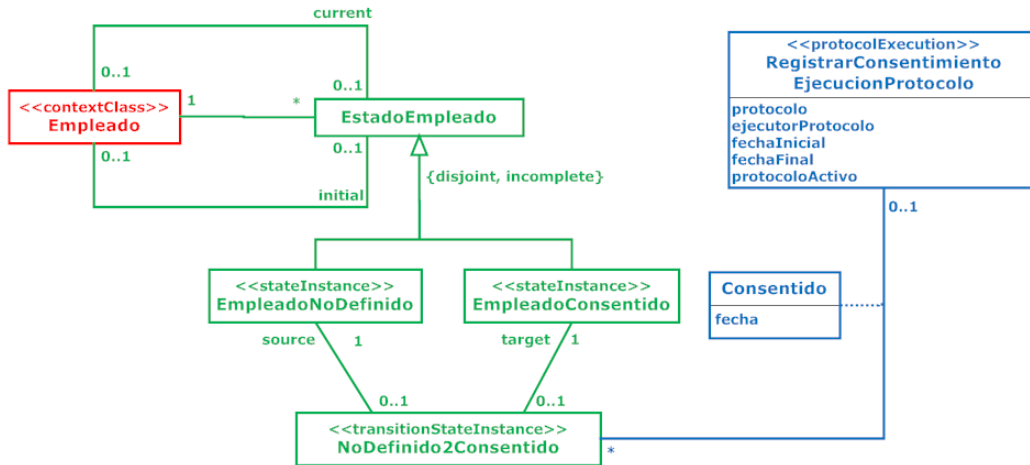 current
0..1
0..1
<<contextClass>>
Empleado
1
*
EstadoEmpleado
0..1
0..1
initial
{disjoint, incomplete}
<<protocolExecution>>
RegistrarConsentimiento
EjecucionProtocolo
protocolo
ejecutorProtocolo
fechaInicial
fechaFinal
protocoloActivo
0..1
<<stateInstance>>
EmpleadoNoDefinido
<<stateInstance>>
EmpleadoConsentido
Consentido
fecha
source
1
target
1
0..1
0..1
<<transitionStateInstance>>
NoDefinido2Consentido
*